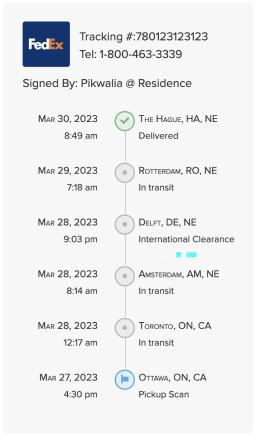 FedEx
Tracking #:780123123123
Tel: 1-800-463-3339
Signed By: Pikwalia @ Residence
Mar 30, 2023 The Hague, HA, NE
8:49 am Delivered
Mar 29, 2023 Rotterdam, RO, NE
7:18 am In transit
Mar 28, 2023 Delft, DE, NE
9:03 pm International Clearance
Mar 28, 2023 Amsterdam, AM, NE
8:14 am In transit
Mar 28, 2023 Toronto, ON, CA
12:17 am In transit
Mar 27, 2023 Ottawa, ON, CA
4:30 pm Pickup Scan